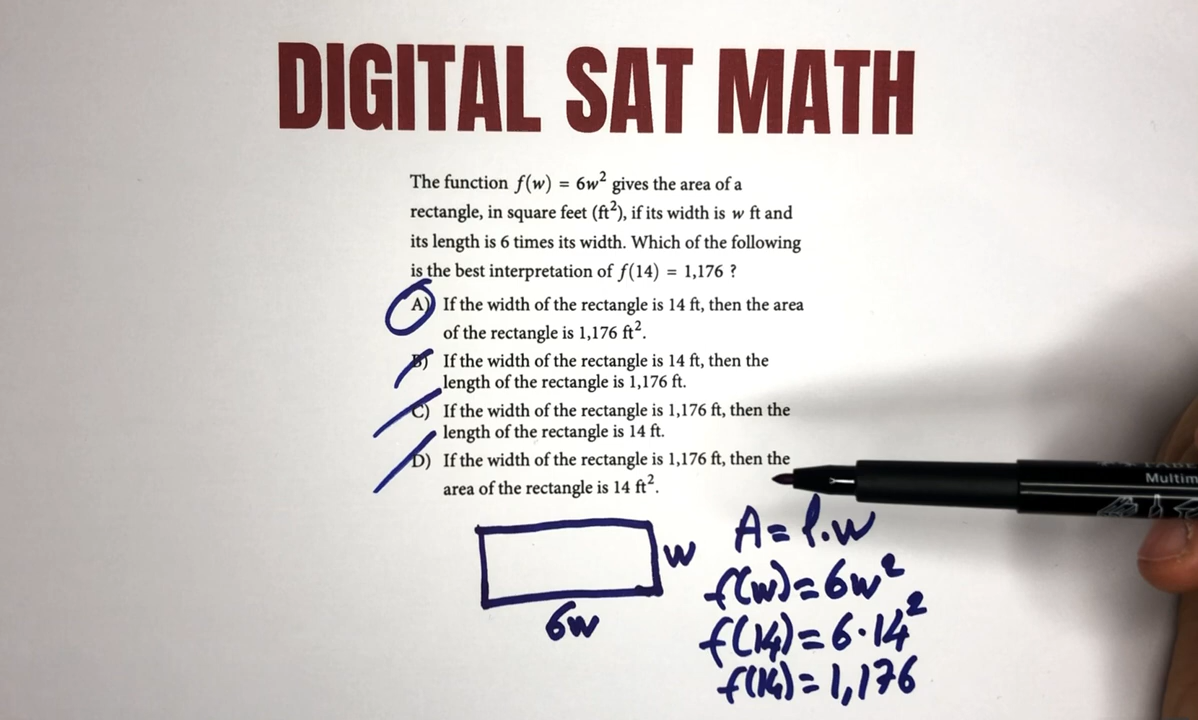 DIGITAL SAT MATH
The function f(w) = 6w² gives the area of a
rectangle, in square feet (ft²), if its width is w ft and
its length is 6 times its width. Which of the following
is the best interpretation of f(14) = 1,176 ?
A) If the width of the rectangle is 14 ft, then the area
of the rectangle is 1,176 ft².
B) If the width of the rectangle is 14 ft, then the
length of the rectangle is 1,176 ft.
C) If the width of the rectangle is 1,176 ft, then the
length of the rectangle is 14 ft.
D) If the width of the rectangle is 1,176 ft, then the
area of the rectangle is 14 ft².
Multim
A = l.w
w
f(w) = 6w²
6w
f(14) = 6·14²
f(14) = 1,176